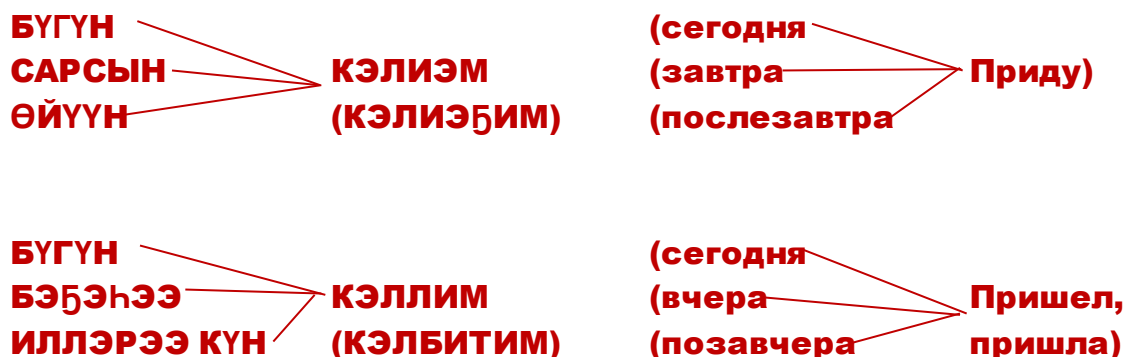 БҮГҮН (сегодня
САРСЫН КЭЛИЭМ (завтра Приду)
ӨЙҮҮН (КЭЛИЭҔИМ) (послезавтра
БҮГҮН (сегодня
БЭҔЭҺЭЭ КЭЛЛИМ (вчера Пришел,
ИЛЛЭРЭЭ КҮН (КЭЛБИТИМ) (позавчера пришла)